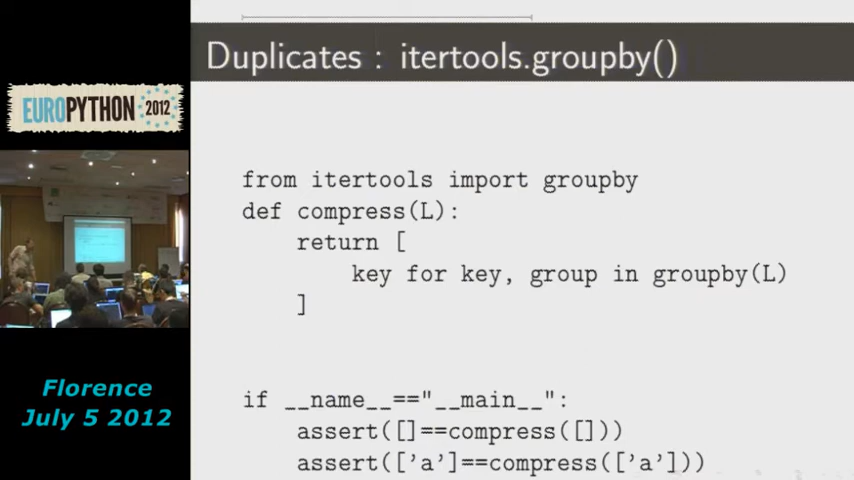 Duplicates : itertools.groupby()
EUROPYTHON 2012
from itertools import groupby
def compress(L):
return [
key for key, group in groupby(L)
]
if __name__=="__main__":
assert([]==compress([]))
assert(['a']==compress(['a']))
Florence
July 5 2012